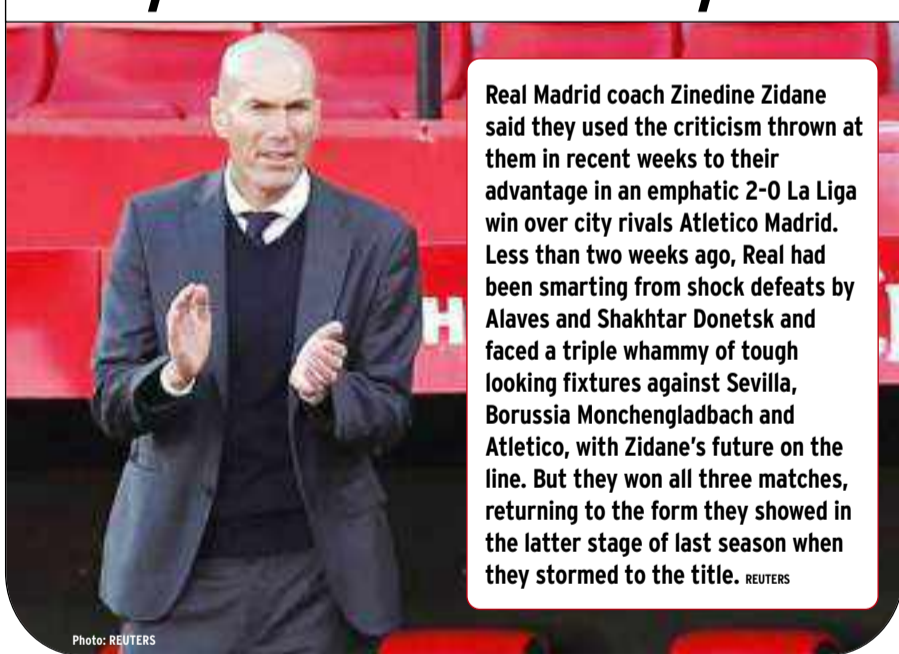 Real Madrid coach Zinedine Zidane
said they used the criticism thrown at
them in recent weeks to their
advantage in an emphatic 2-0 La Liga
win over city rivals Atletico Madrid.
Less than two weeks ago, Real had
been smarting from shock defeats by
Alaves and Shakhtar Donetsk and
faced a triple whammy of tough
looking fixtures against Sevilla,
Borussia Monchengladbach and
Atletico, with Zidane’s future on the
line. But they won all three matches,
returning to the form they showed in
the latter stage of last season when
they stormed to the title. REUTERS
Photo: REUTERS